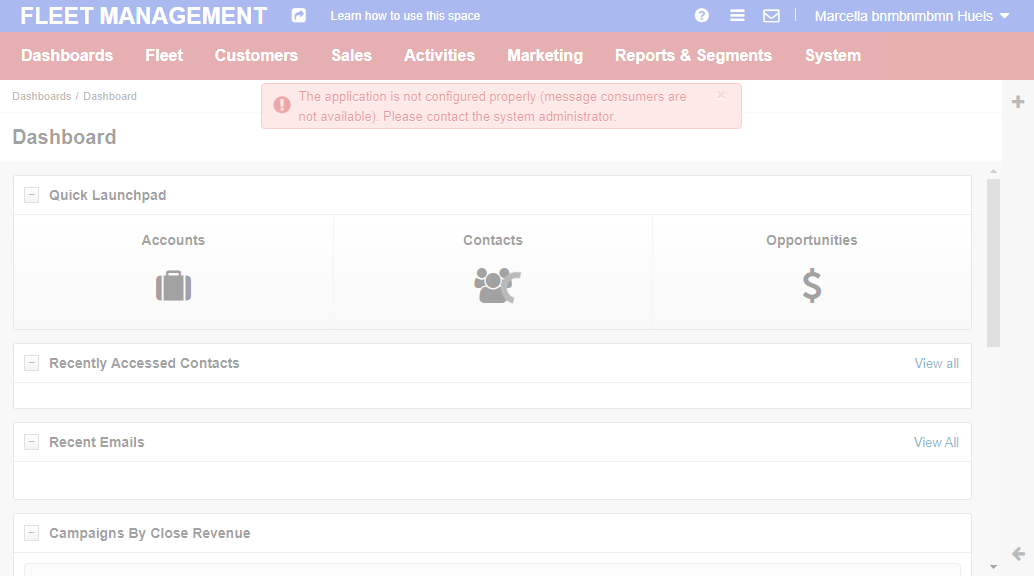 FLEET MANAGEMENT
Learn how to use this space
Marcella bnmbnmbmn Huels
Dashboards
Fleet
Customers
Sales
Activities
Marketing
Reports & Segments
System
Dashboards / Dashboard
The application is not configured properly (message consumers are
not available). Please contact the system administrator.
Dashboard
Quick Launchpad
Accounts
Contacts
Opportunities
Recently Accessed Contacts
View all
Recent Emails
View All
Campaigns By Close Revenue